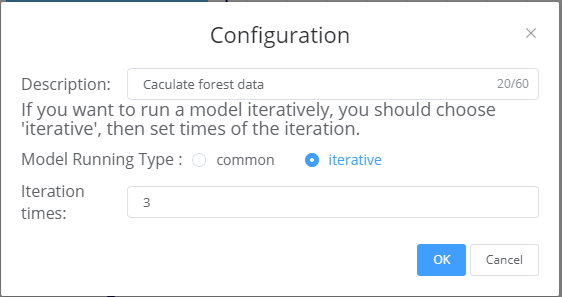 Configuration
Description: Caculate forest data 20/60
If you want to run a model iteratively, you should choose
'iterative', then set times of the iteration.
Model Running Type : common iterative
Iteration
times: 3
OK Cancel